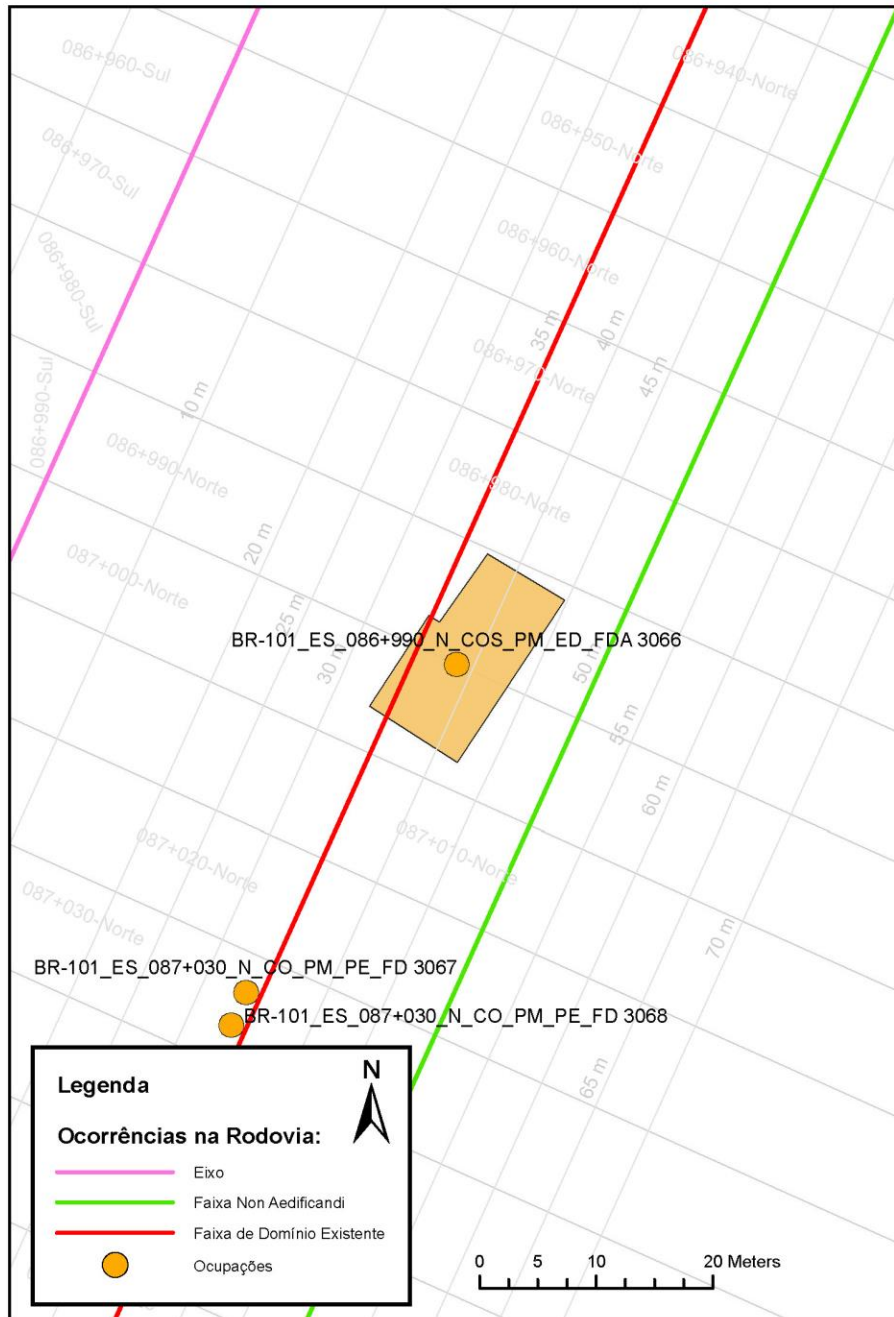 086+960-Sul
086+940-Norte
086+970-Sul
086+950-Norte
086+980-Sul
086+960-Norte
35 m
40 m
086+970-Norte
45 m
086+990-Sul
10 m
086+990-Norte
086+980-Norte
20 m
087+000-Norte
25 m
30 m
BR-101_ES_086+990_N_COS_PM_ED_FDA 3066
50 m
55 m
60 m
087+020-Norte
087+010-Norte
087+030-Norte
70 m
BR-101_ES_087+030_N_CO_PM_PE_FD 3067
BR-101_ES_087+030_N_CO_PM_PE_FD 3068
65 m
N
Legenda
Ocorrências na Rodovia:
Eixo
Faixa Non Aedificandi
Faixa de Domínio Existente
Ocupações
0 5 10 20 Meters